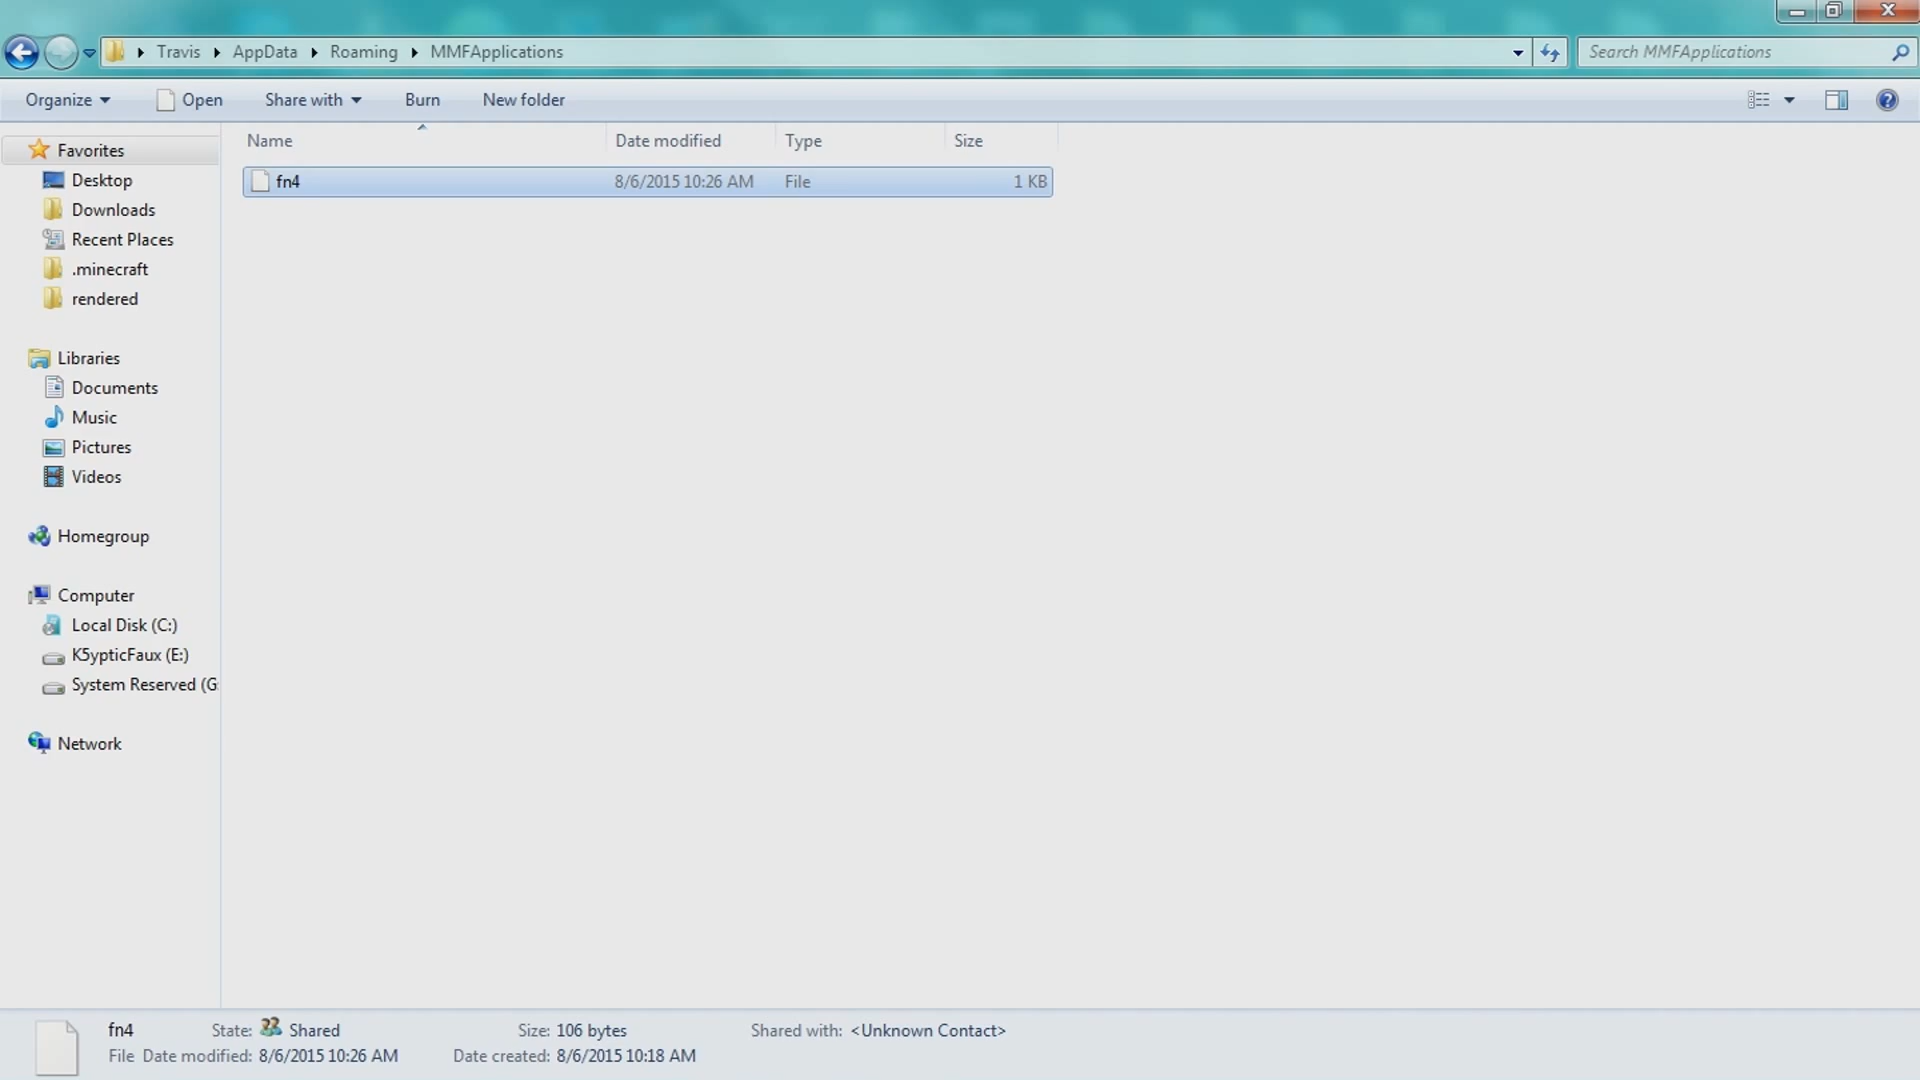 Travis AppData Roaming MMFApplications
Search MMFApplications
Organize Open Share with Burn New folder
Name Date modified Type Size
fn4 8/6/2015 10:26 AM File 1 KB
Favorites
Desktop
Downloads
Recent Places
.minecraft
rendered
Libraries
Documents
Music
Pictures
Videos
Homegroup
Computer
Local Disk (C:)
K5ypticFaux (E:)
System Reserved (G:
Network
fn4 State: Shared Size: 106 bytes Shared with: <Unknown Contact>
File Date modified: 8/6/2015 10:26 AM Date created: 8/6/2015 10:18 AM